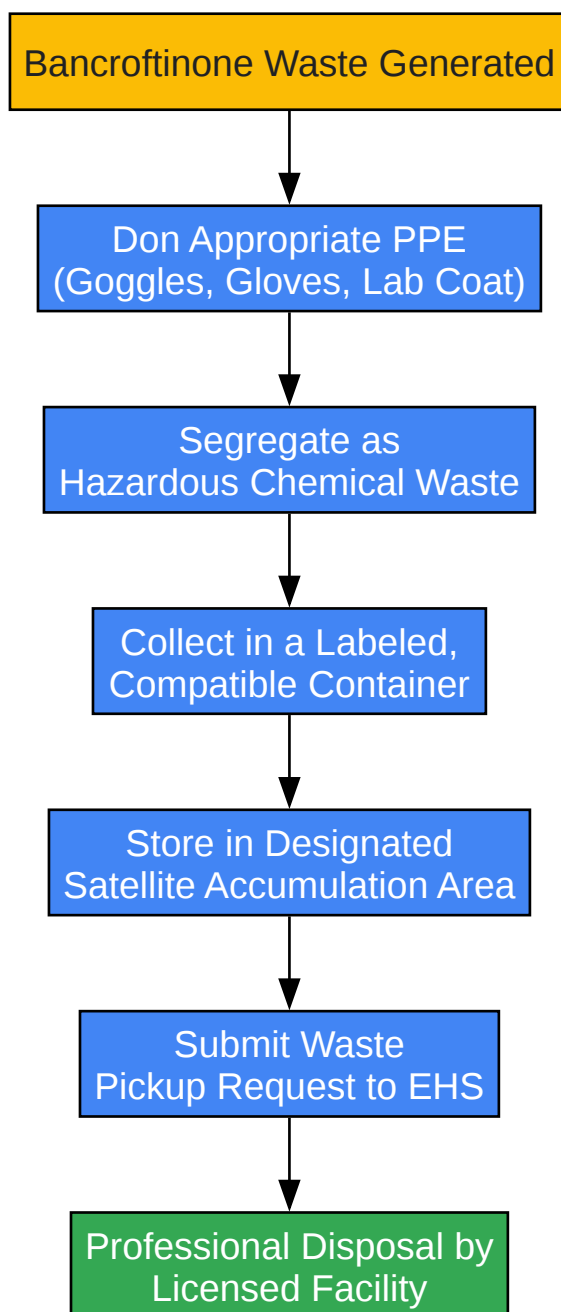 Bancroftinone Waste Generated
Don Appropriate PPE
(Goggles, Gloves, Lab Coat)
Segregate as
Hazardous Chemical Waste
Collect in a Labeled,
Compatible Container
Store in Designated
Satellite Accumulation Area
Submit Waste
Pickup Request to EHS
Professional Disposal by
Licensed Facility